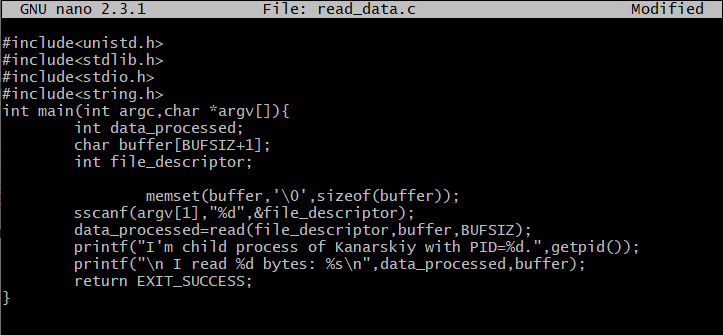 GNU nano 2.3.1 File: read_data.c Modified
#include<unistd.h>
#include<stdlib.h>
#include<stdio.h>
#include<string.h>
int main(int argc,char *argv[]){
        int data_processed;
        char buffer[BUFSIZ+1];
        int file_descriptor;
                memset(buffer,'\0',sizeof(buffer));
        sscanf(argv[1],"%d",&file_descriptor);
        data_processed=read(file_descriptor,buffer,BUFSIZ);
        printf("I'm child process of Kanarskiy with PID=%d.",getpid());
        printf("\n I read %d bytes: %s\n",data_processed,buffer);
        return EXIT_SUCCESS;
}